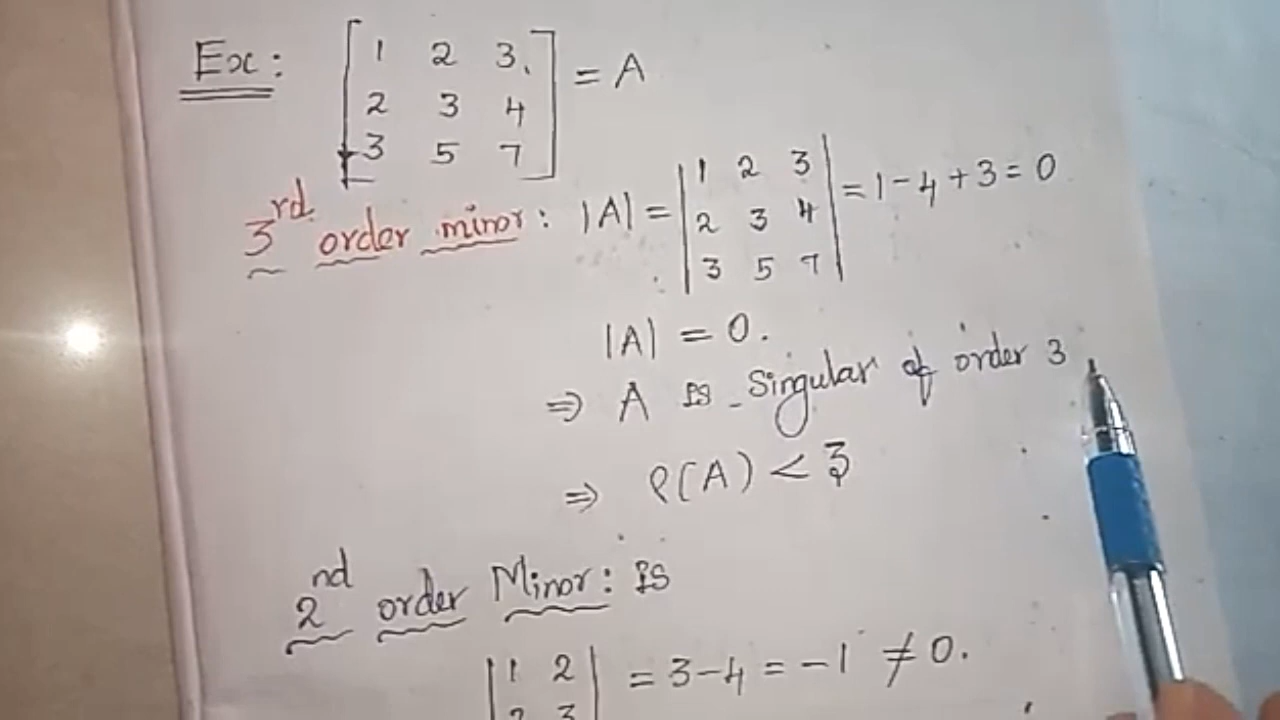 Ex: [1 2 3
2 3 4
3 5 7] = A
3rd order minor: |A| = |1 2 3
2 3 4
3 5 7| = 1 - 4 + 3 = 0
|A| = 0.
⇒ A is Singular of order 3
⇒ ρ(A) < 3
2nd order Minor: is
|1 2| = 3-4 = -1 ≠ 0.
2 3